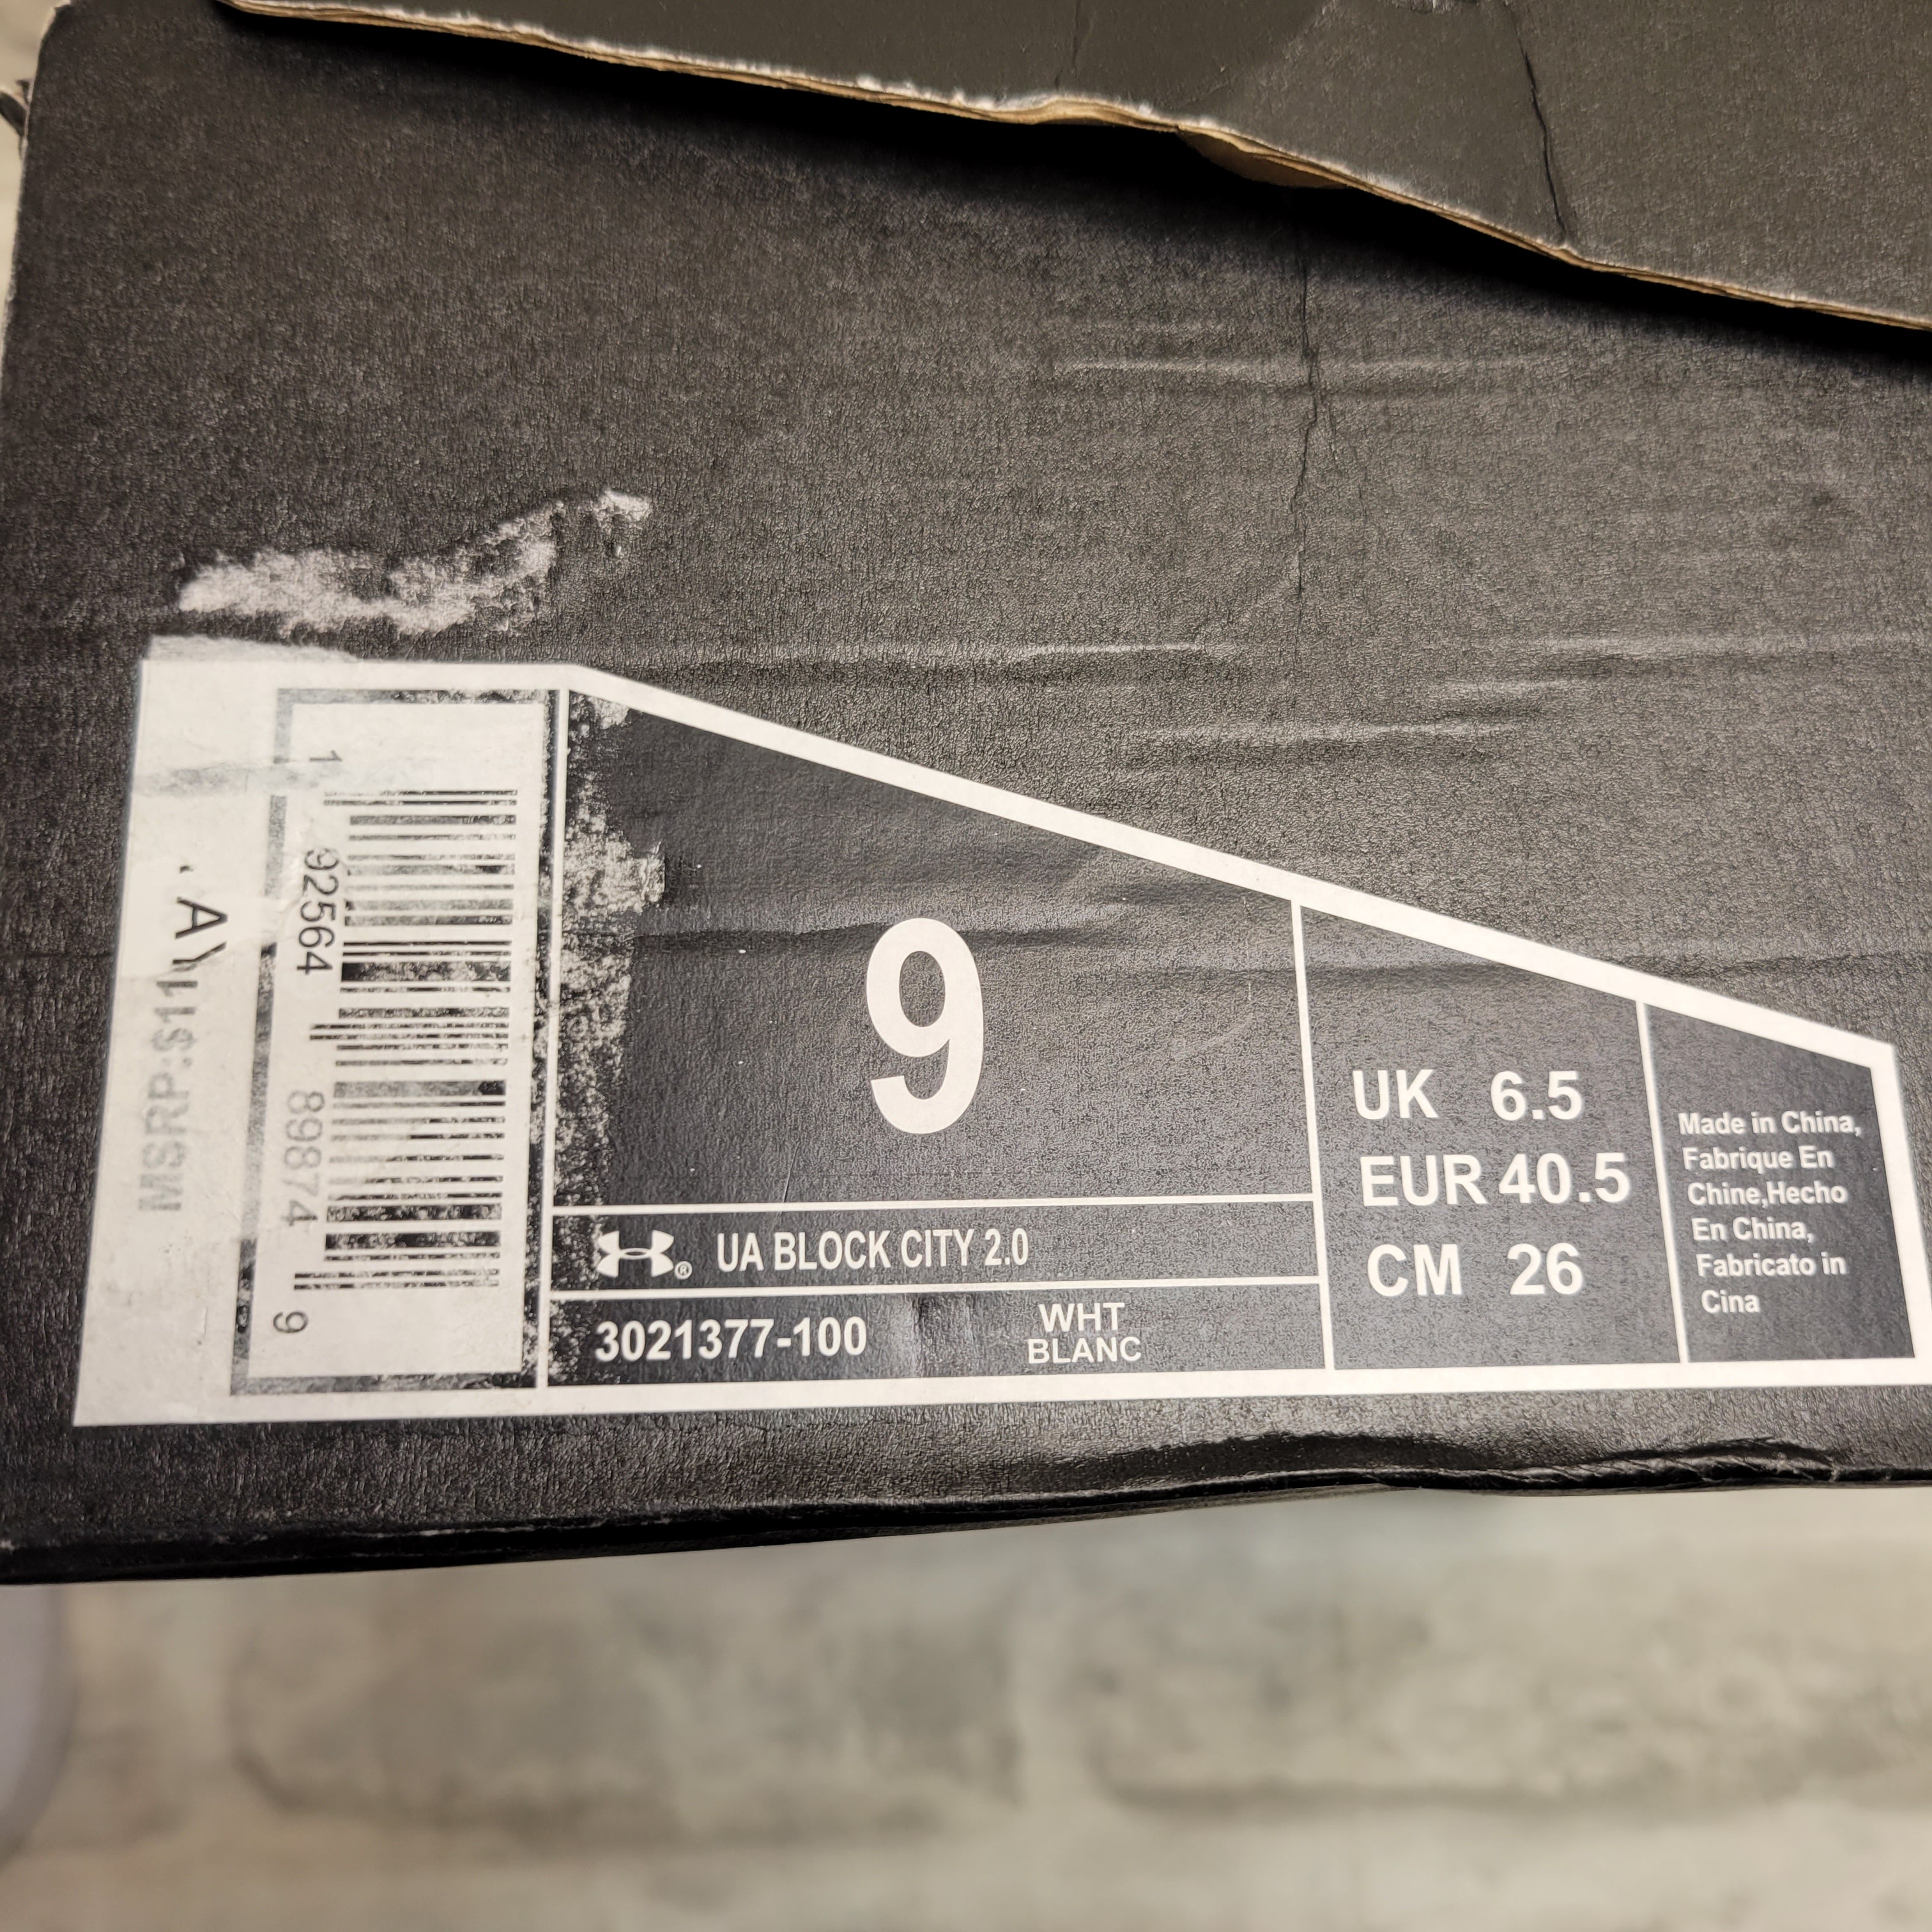 MSRP:$11
1 92564 89874 9
9
® UA BLOCK CITY 2.0
3021377-100
WHT
BLANC
UK 6.5
EUR 40.5
CM 26
Made in China,
Fabrique En
Chine,Hecho
En China,
Fabricato in
Cina